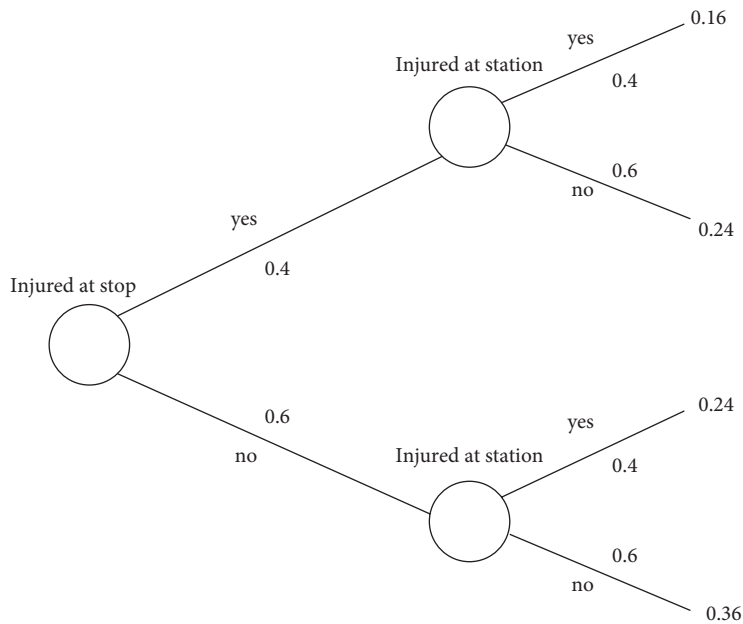 0.16
yes
Injured at station
0.4
0.6
no
yes
0.24
0.4
Injured at stop
0.6
0.24
yes
no
Injured at station
0.4
0.6
no
0.36